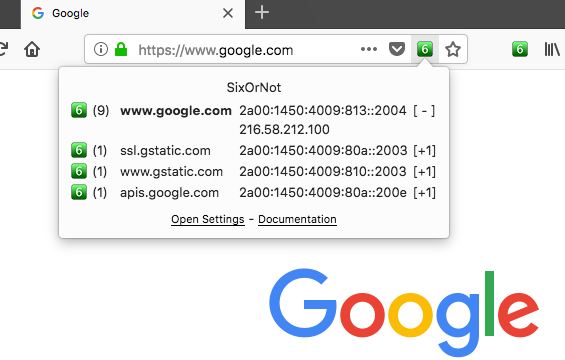 Google
https://www.google.com
6
6
SixOrNot
6 (9) www.google.com 2a00:1450:4009:813::2004 [ - ]
216.58.212.100
6 (1) ssl.gstatic.com 2a00:1450:4009:80a::2003 [+1]
6 (1) www.gstatic.com 2a00:1450:4009:810::2003 [+1]
6 (1) apis.google.com 2a00:1450:4009:80a::200e [+1]
Open Settings - Documentation
Google